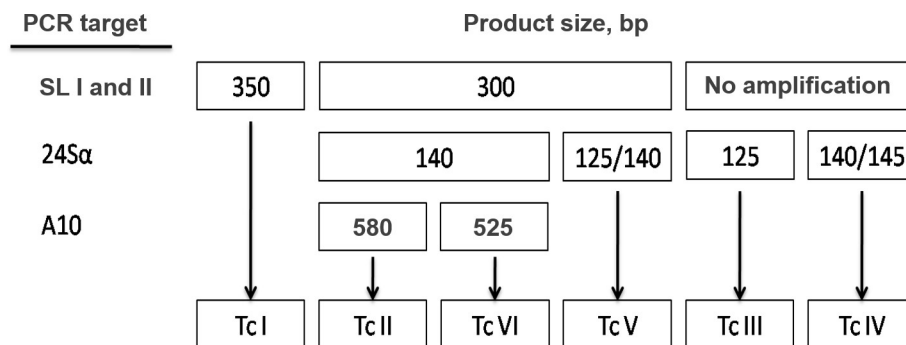 PCR target Product size, bp
SL I and II 350 300 No amplification
24Sα 140 125/140 125 140/145
A10 580 525
Tc I Tc II Tc VI Tc V Tc III Tc IV